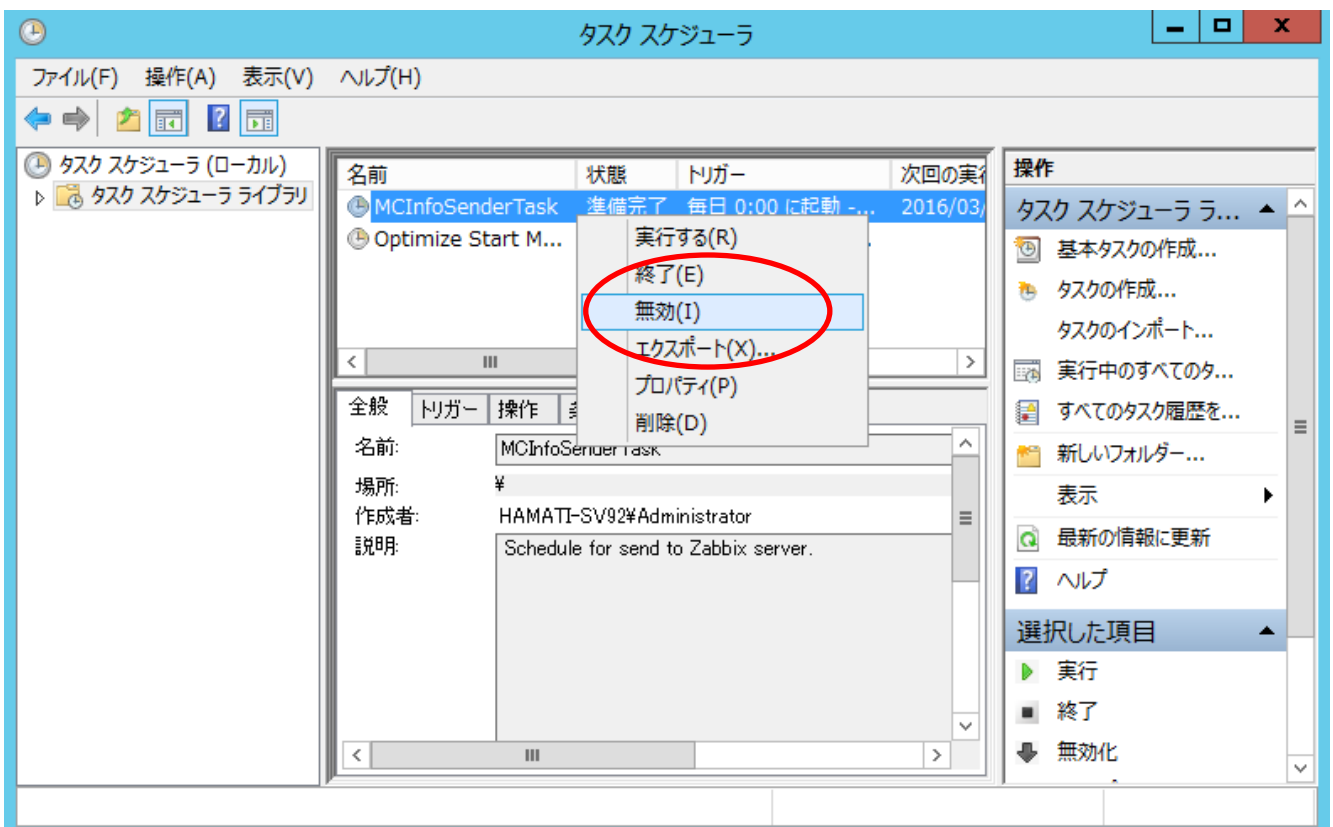 タスク スケジューラ
ファイル(F) 操作(A) 表示(V) ヘルプ(H)
タスク スケジューラ (ローカル)
タスク スケジューラ ライブラリ
名前 状態 トリガー 次回の実行
MCInfoSenderTask 準備完了 毎日 0:00 に起動 -... 2016/03/
Optimize Start M...
実行する(R)
終了(E)
無効(I)
エクスポート(X)...
プロパティ(P)
削除(D)
全般 トリガー 操作
名前: MCInfoSenderTask
場所: ¥
作成者: HAMATI-SV92¥Administrator
説明: Schedule for send to Zabbix server.
操作
タスク スケジューラ ラ...
基本タスクの作成...
タスクの作成...
タスクのインポート...
実行中のすべてのタ...
すべてのタスク履歴を...
新しいフォルダー...
表示
最新の情報に更新
ヘルプ
選択した項目
実行
終了
無効化